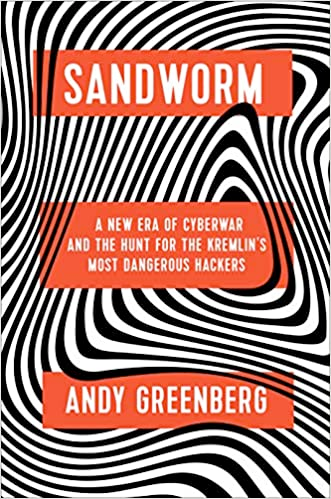 SANDWORM
A NEW ERA OF CYBERWAR
AND THE HUNT FOR THE KREMLIN'S
MOST DANGEROUS HACKERS
ANDY GREENBERG